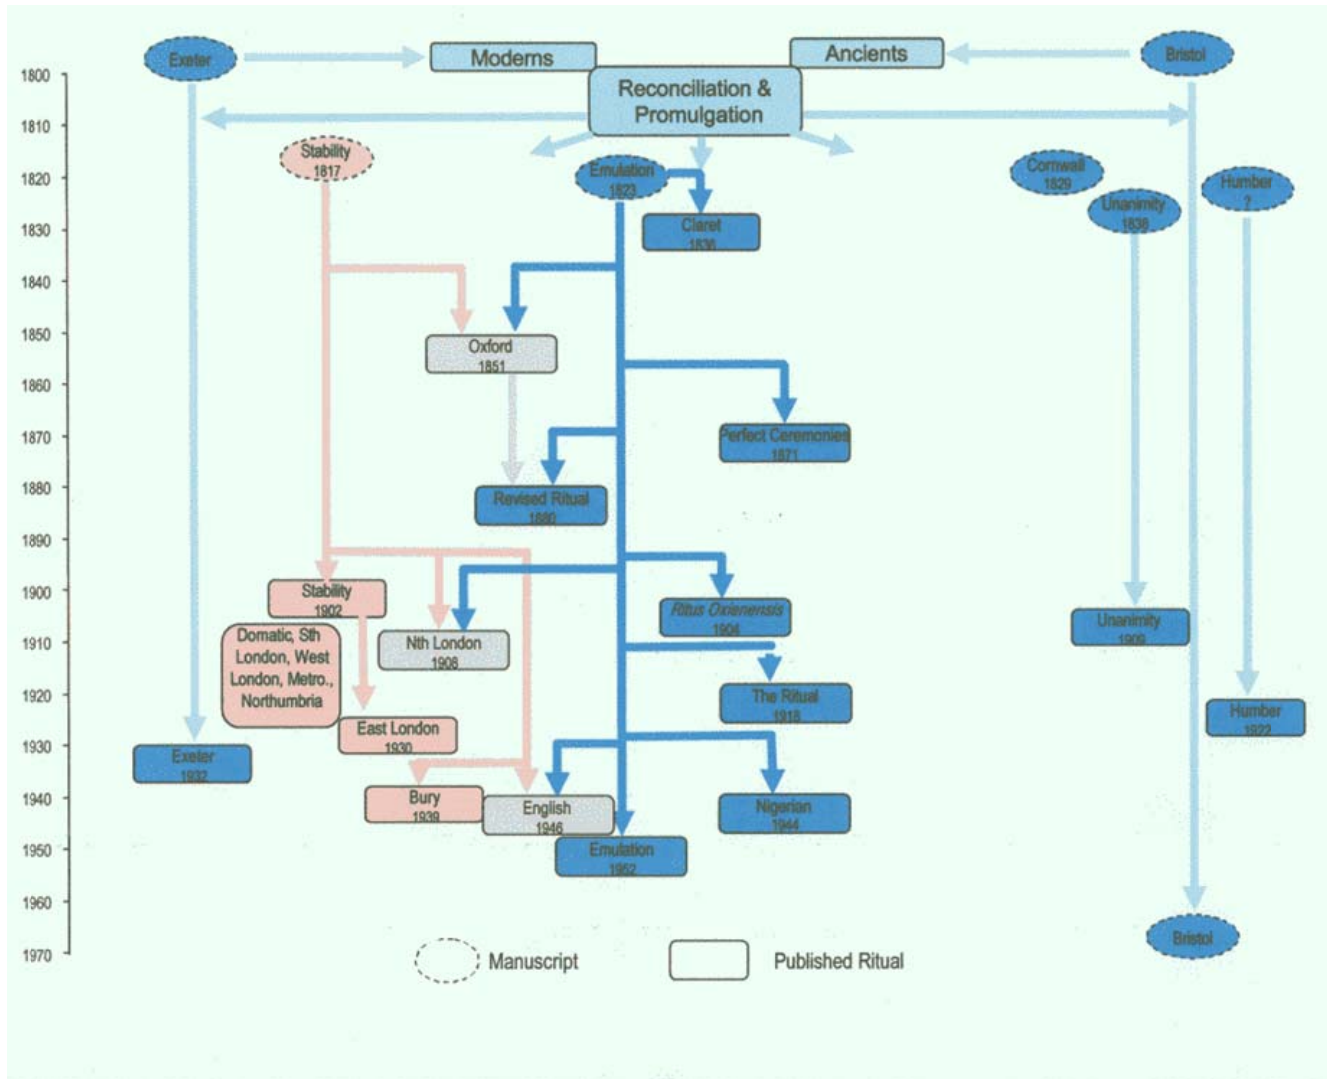 Exeter
Moderns
Ancients
Bristol
Reconciliation &
Promulgation
1800
1810
1820
1830
1840
1850
1860
1870
1880
1890
1900
1910
1920
1930
1940
1950
1960
1970
Stability
1817
Emulation
1823
Claret
1836
Cornwall
1829
Unanimity
1838
Humber
?
Oxford
1851
Perfect Ceremonies
1871
Revised Ritual
1880
Stability
1902
Nth London
1908
Ritus Oxienensis
1904
Unanimity
1909
Domatic, Sth
London, West
London, Metro.,
Northumbria
The Ritual
1918
Humber
1922
East London
1930
Exeter
1932
Bury
1939
English
1946
Nigerian
1944
Emulation
1952
Bristol
Manuscript
Published Ritual